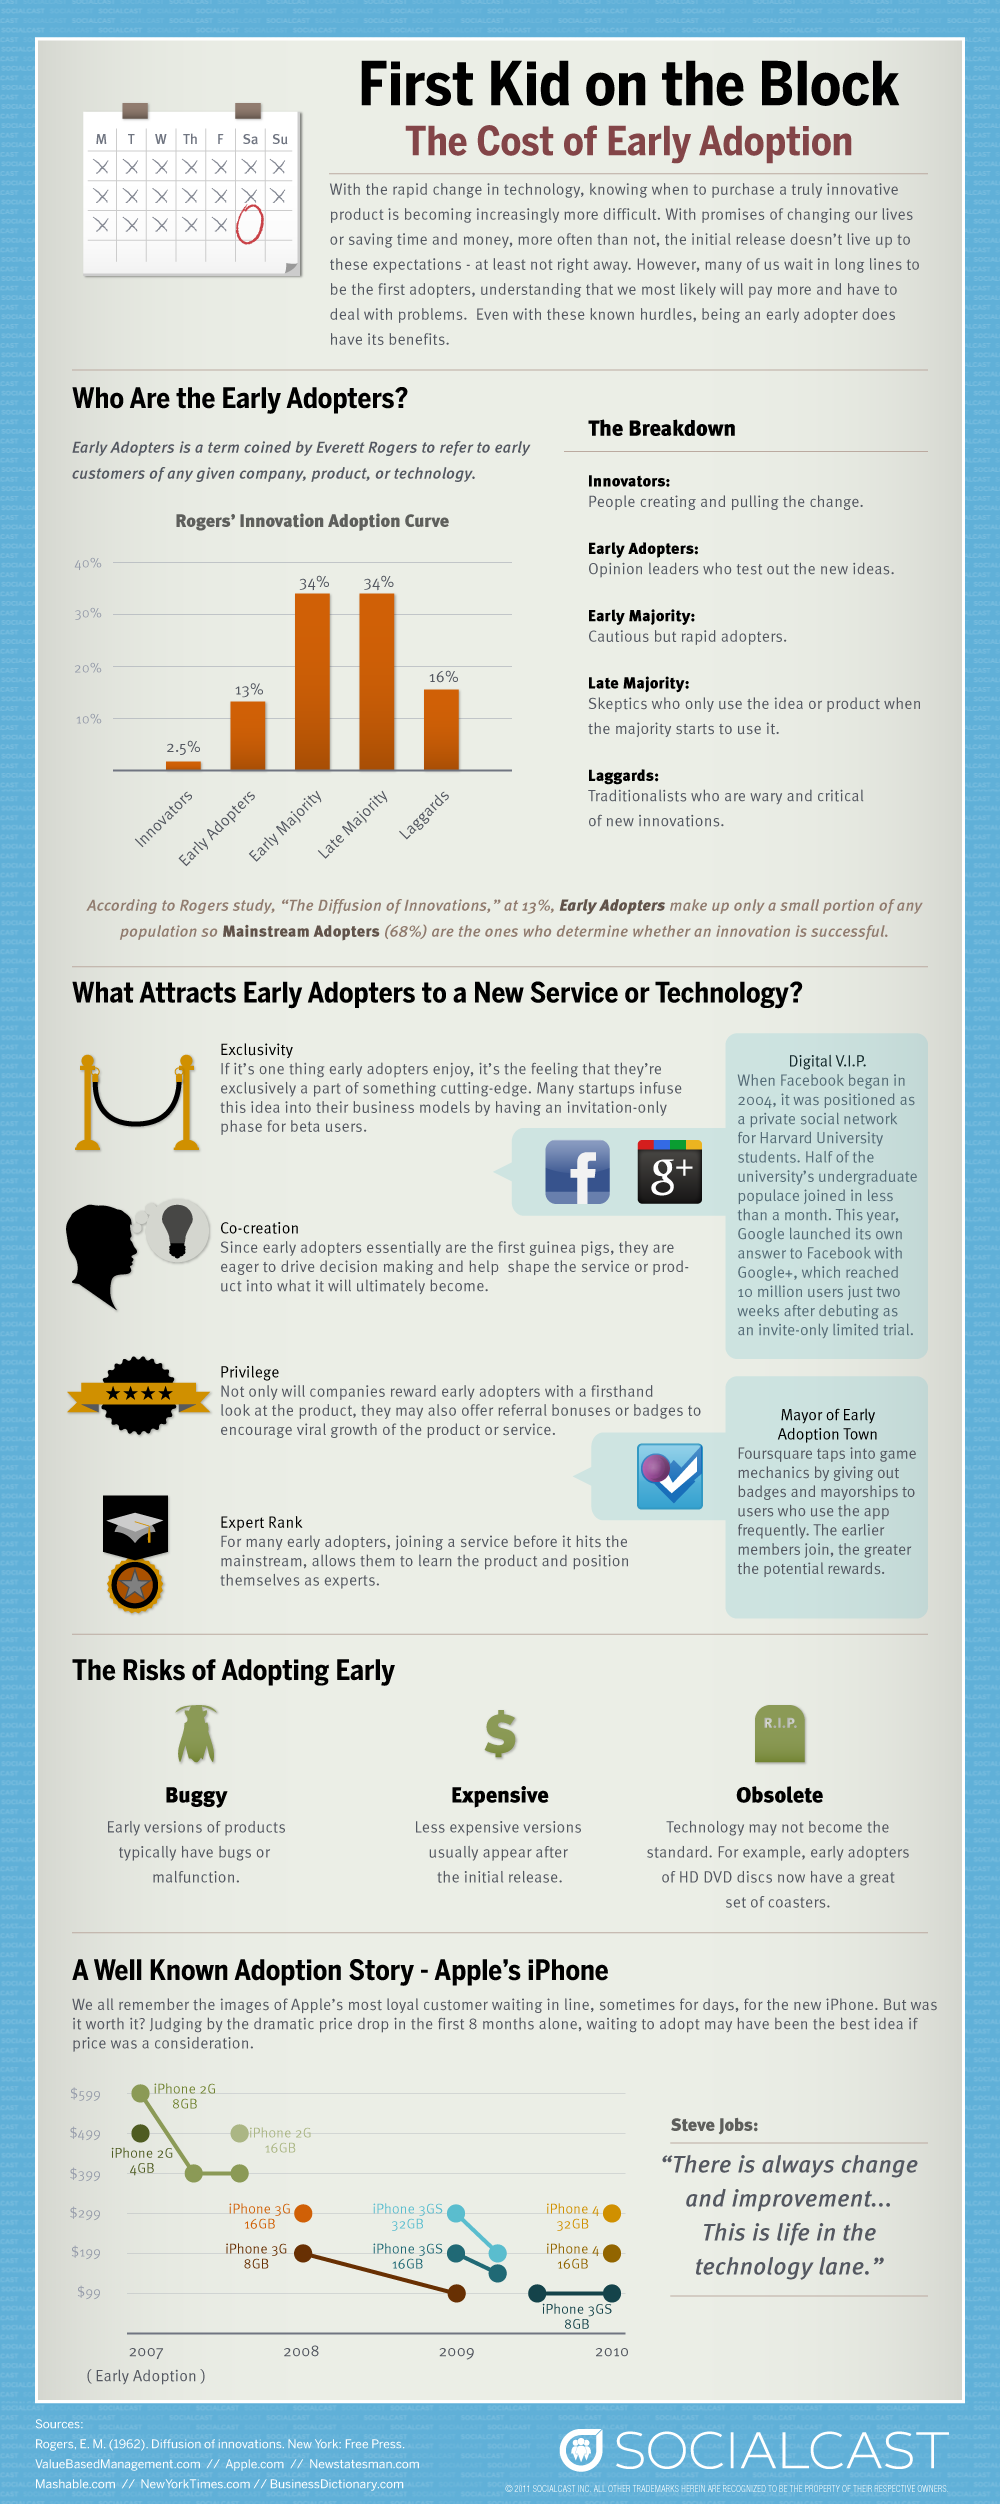 First Kid on the Block
The Cost of Early Adoption
M T W Th F Sa Su
With the rapid change in technology, knowing when to purchase a truly innovative
product is becoming increasingly more difficult. With promises of changing our lives
or saving time and money, more often than not, the initial release doesn't live up to
these expectations - at least not right away. However, many of us wait in long lines to
be the first adopters, understanding that we most likely will pay more and have to
deal with problems. Even with these known hurdles, being an early adopter does
have its benefits.
Who Are the Early Adopters?
Early Adopters is a term coined by Everett Rogers to refer to early
customers of any given company, product, or technology.
Rogers' Innovation Adoption Curve
40%
30%
20%
10%
2.5%
13%
34%
34%
16%
Innovators
Early Adopters
Early Majority
Late Majority
Laggards
The Breakdown
Innovators:
People creating and pulling the change.
Early Adopters:
Opinion leaders who test out the new ideas.
Early Majority:
Cautious but rapid adopters.
Late Majority:
Skeptics who only use the idea or product when
the majority starts to use it.
Laggards:
Traditionalists who are wary and critical
of new innovations.
According to Rogers study, “The Diffusion of Innovations,” at 13%, Early Adopters make up only a small portion of any
population so Mainstream Adopters (68%) are the ones who determine whether an innovation is successful.
What Attracts Early Adopters to a New Service or Technology?
Exclusivity
If it's one thing early adopters enjoy, it's the feeling that they're
exclusively a part of something cutting-edge. Many startups infuse
this idea into their business models by having an invitation-only
phase for beta users.
f
g+
Digital V.I.P.
When Facebook began in
2004, it was positioned as
a private social network
for Harvard University
students. Half of the
university's undergraduate
populace joined in less
than a month. This year,
Google launched its own
answer to Facebook with
Google+, which reached
10 million users just two
weeks after debuting as
an invite-only limited trial.
Co-creation
Since early adopters essentially are the first guinea pigs, they are
eager to drive decision making and help shape the service or prod-
uct into what it will ultimately become.
Privilege
Not only will companies reward early adopters with a firsthand
look at the product, they may also offer referral bonuses or badges to
encourage viral growth of the product or service.
Mayor of Early
Adoption Town
Foursquare taps into game
mechanics by giving out
badges and mayorships to
users who use the app
frequently. The earlier
members join, the greater
the potential rewards.
Expert Rank
For many early adopters, joining a service before it hits the
mainstream, allows them to learn the product and position
themselves as experts.
The Risks of Adopting Early
Buggy
Early versions of products
typically have bugs or
malfunction.
$
Expensive
Less expensive versions
usually appear after
the initial release.
R.I.P.
Obsolete
Technology may not become the
standard. For example, early adopters
of HD DVD discs now have a great
set of coasters.
A Well Known Adoption Story - Apple's iPhone
We all remember the images of Apple's most loyal customer waiting in line, sometimes for days, for the new iPhone. But was
it worth it? Judging by the dramatic price drop in the first 8 months alone, waiting to adopt may have been the best idea if
price was a consideration.
$599
$499
$399
$299
$199
$99
iPhone 2G
8GB
iPhone 2G
4GB
iPhone 2G
16GB
iPhone 3G
16GB
iPhone 3G
8GB
iPhone 3GS
32GB
iPhone 3GS
16GB
iPhone 4
32GB
iPhone 4
16GB
iPhone 3GS
8GB
2007
2008
2009
2010
( Early Adoption )
Steve Jobs:
“There is always change
and improvement...
This is life in the
technology lane.”
Sources:
Rogers, E. M. (1962). Diffusion of innovations. New York: Free Press.
ValueBasedManagement.com // Apple.com // Newstatesman.com
Mashable.com // NewYorkTimes.com // BusinessDictionary.com
SOCIALCAST
© 2011 SOCIALCAST INC. ALL OTHER TRADEMARKS HEREIN ARE RECOGNIZED TO BE THE PROPERTY OF THEIR RESPECTIVE OWNERS.